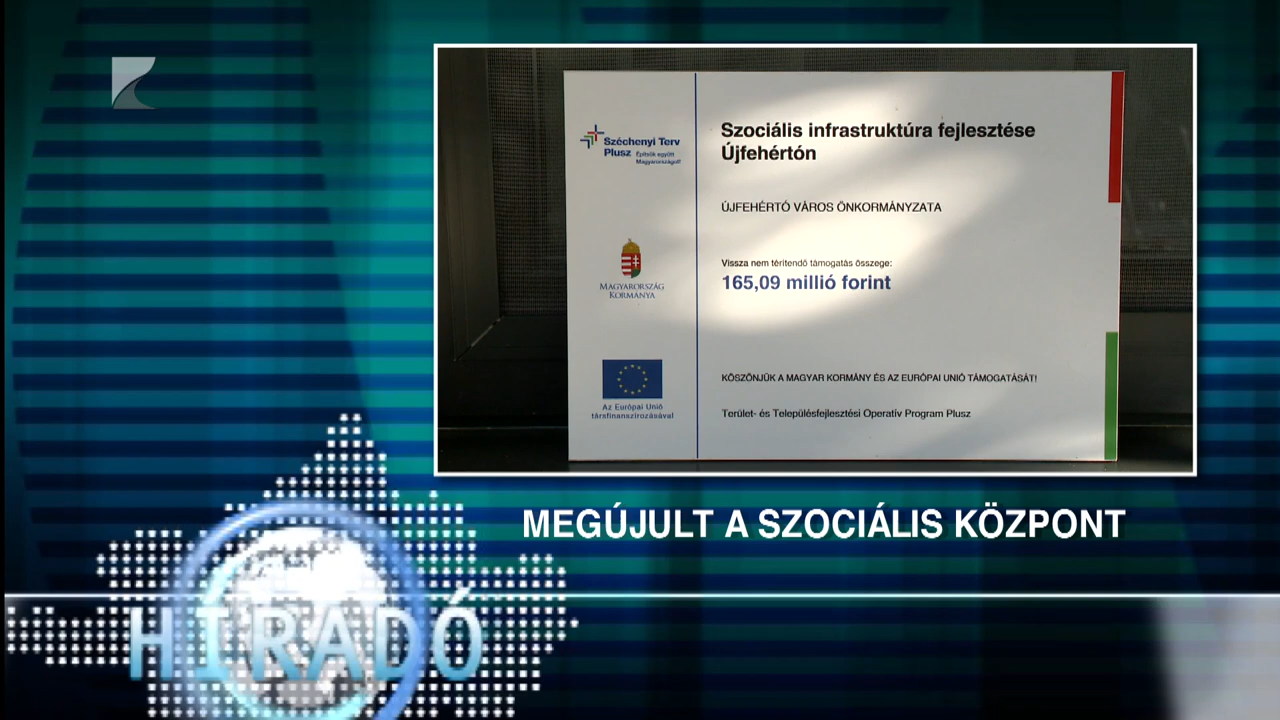 Széchenyi Terv
Plusz Építsük együtt
Magyarországot!
MAGYARORSZÁG
KORMÁNYA
Az Európai Unió
társfinanszírozásával
Szociális infrastruktúra fejlesztése
Újfehértón
ÚJFEHÉRTÓ VÁROS ÖNKORMÁNYZATA
Vissza nem térítendő támogatás összege:
165,09 millió forint
KÖSZÖNJÜK A MAGYAR KORMÁNY ÉS AZ EURÓPAI UNIÓ TÁMOGATÁSÁT!
Terület- és Településfejlesztési Operatív Program Plusz
MEGÚJULT A SZOCIÁLIS KÖZPONT
HÍRADÓ